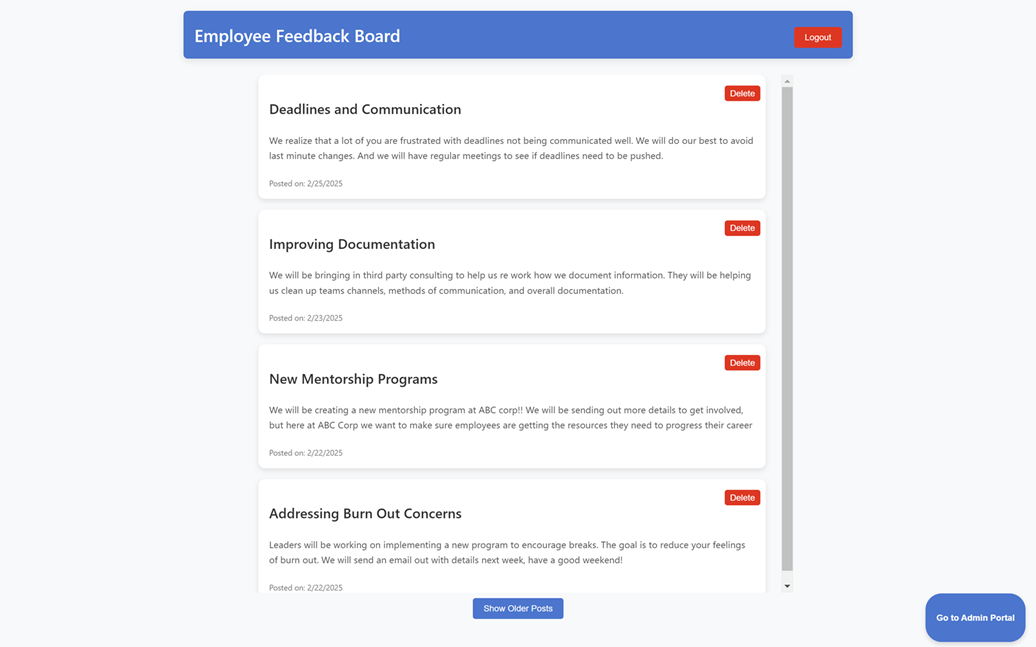 Employee Feedback Board
Logout
Delete
Deadlines and Communication
We realize that a lot of you are frustrated with deadlines not being communicated well. We will do our best to avoid
last minute changes. And we will have regular meetings to see if deadlines need to be pushed.
Posted on: 2/25/2025
Delete
Improving Documentation
We will be bringing in third party consulting to help us re work how we document information. They will be helping
us clean up teams channels, methods of communication, and overall documentation.
Posted on: 2/23/2025
Delete
New Mentorship Programs
We will be creating a new mentorship program at ABC corp!! We will be sending out more details to get involved,
but here at ABC Corp we want to make sure employees are getting the resources they need to progress their career
Posted on: 2/22/2025
Delete
Addressing Burn Out Concerns
Leaders will be working on implementing a new program to encourage breaks. The goal is to reduce your feelings
of burn out. We will send an email out with details next week, have a good weekend!
Posted on: 2/22/2025
Show Older Posts
Go to Admin Portal